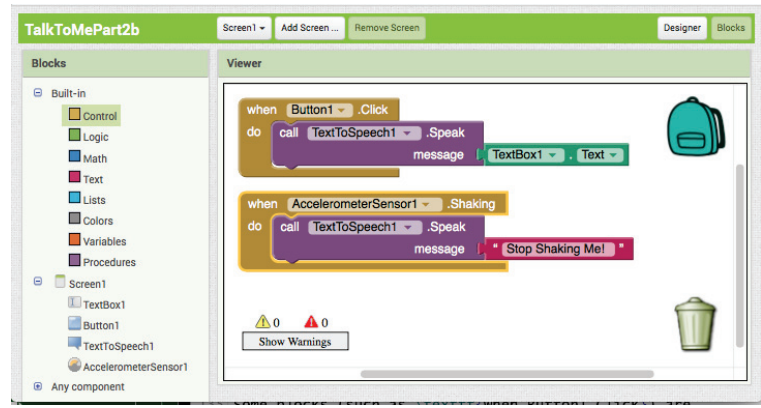 TalkToMePart2b
Screen1 Add Screen ... Remove Screen Designer Blocks
Blocks
Viewer
Built-in
Control
Logic
Math
Text
Lists
Colors
Variables
Procedures
Screen1
TextBox1
Button1
TextToSpeech1
AccelerometerSensor1
Any component
when Button1 .Click
do call TextToSpeech1 .Speak
message TextBox1 . Text
when AccelerometerSensor1 .Shaking
do call TextToSpeech1 .Speak
message " Stop Shaking Me! "
0 0
Show Warnings